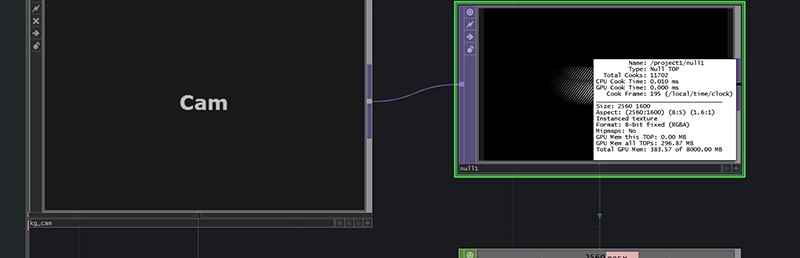 Cam
kg_cam
Name: /project1/null1
Type: Null TOP
Total Cooks: 11702
CPU Cook Time: 0.010 ms
GPU Cook Time: 0.000 ms
Cook Frame: 195 (/local/time/clock)
Size: 2560 1600
Aspect: (2560:1600) (8:5) (1.6:1)
Instanced texture
Format: 8-bit fixed (RGBA)
Mipmaps: No
GPU Mem this TOP: 0.00 MB
GPU Mem all TOPs: 296.87 MB
Total GPU Mem: 383.57 of 8000.00 MB
null1
2560